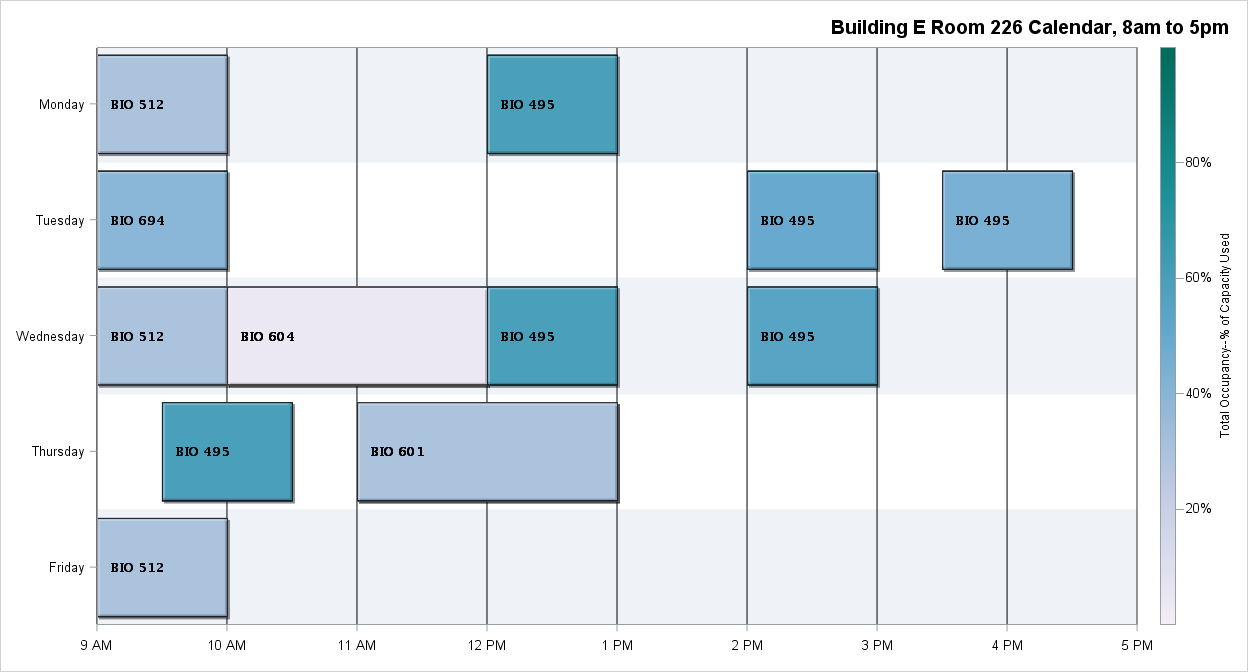 Building E Room 226 Calendar, 8am to 5pm
Monday
BIO 512
BIO 495
Tuesday
BIO 694
BIO 495
BIO 495
Wednesday
BIO 512
BIO 604
BIO 495
BIO 495
Thursday
BIO 495
BIO 601
Friday
BIO 512
9 AM
10 AM
11 AM
12 PM
1 PM
2 PM
3 PM
4 PM
5 PM
80%
60%
40%
20%
Total Occupancy--% of Capacity Used